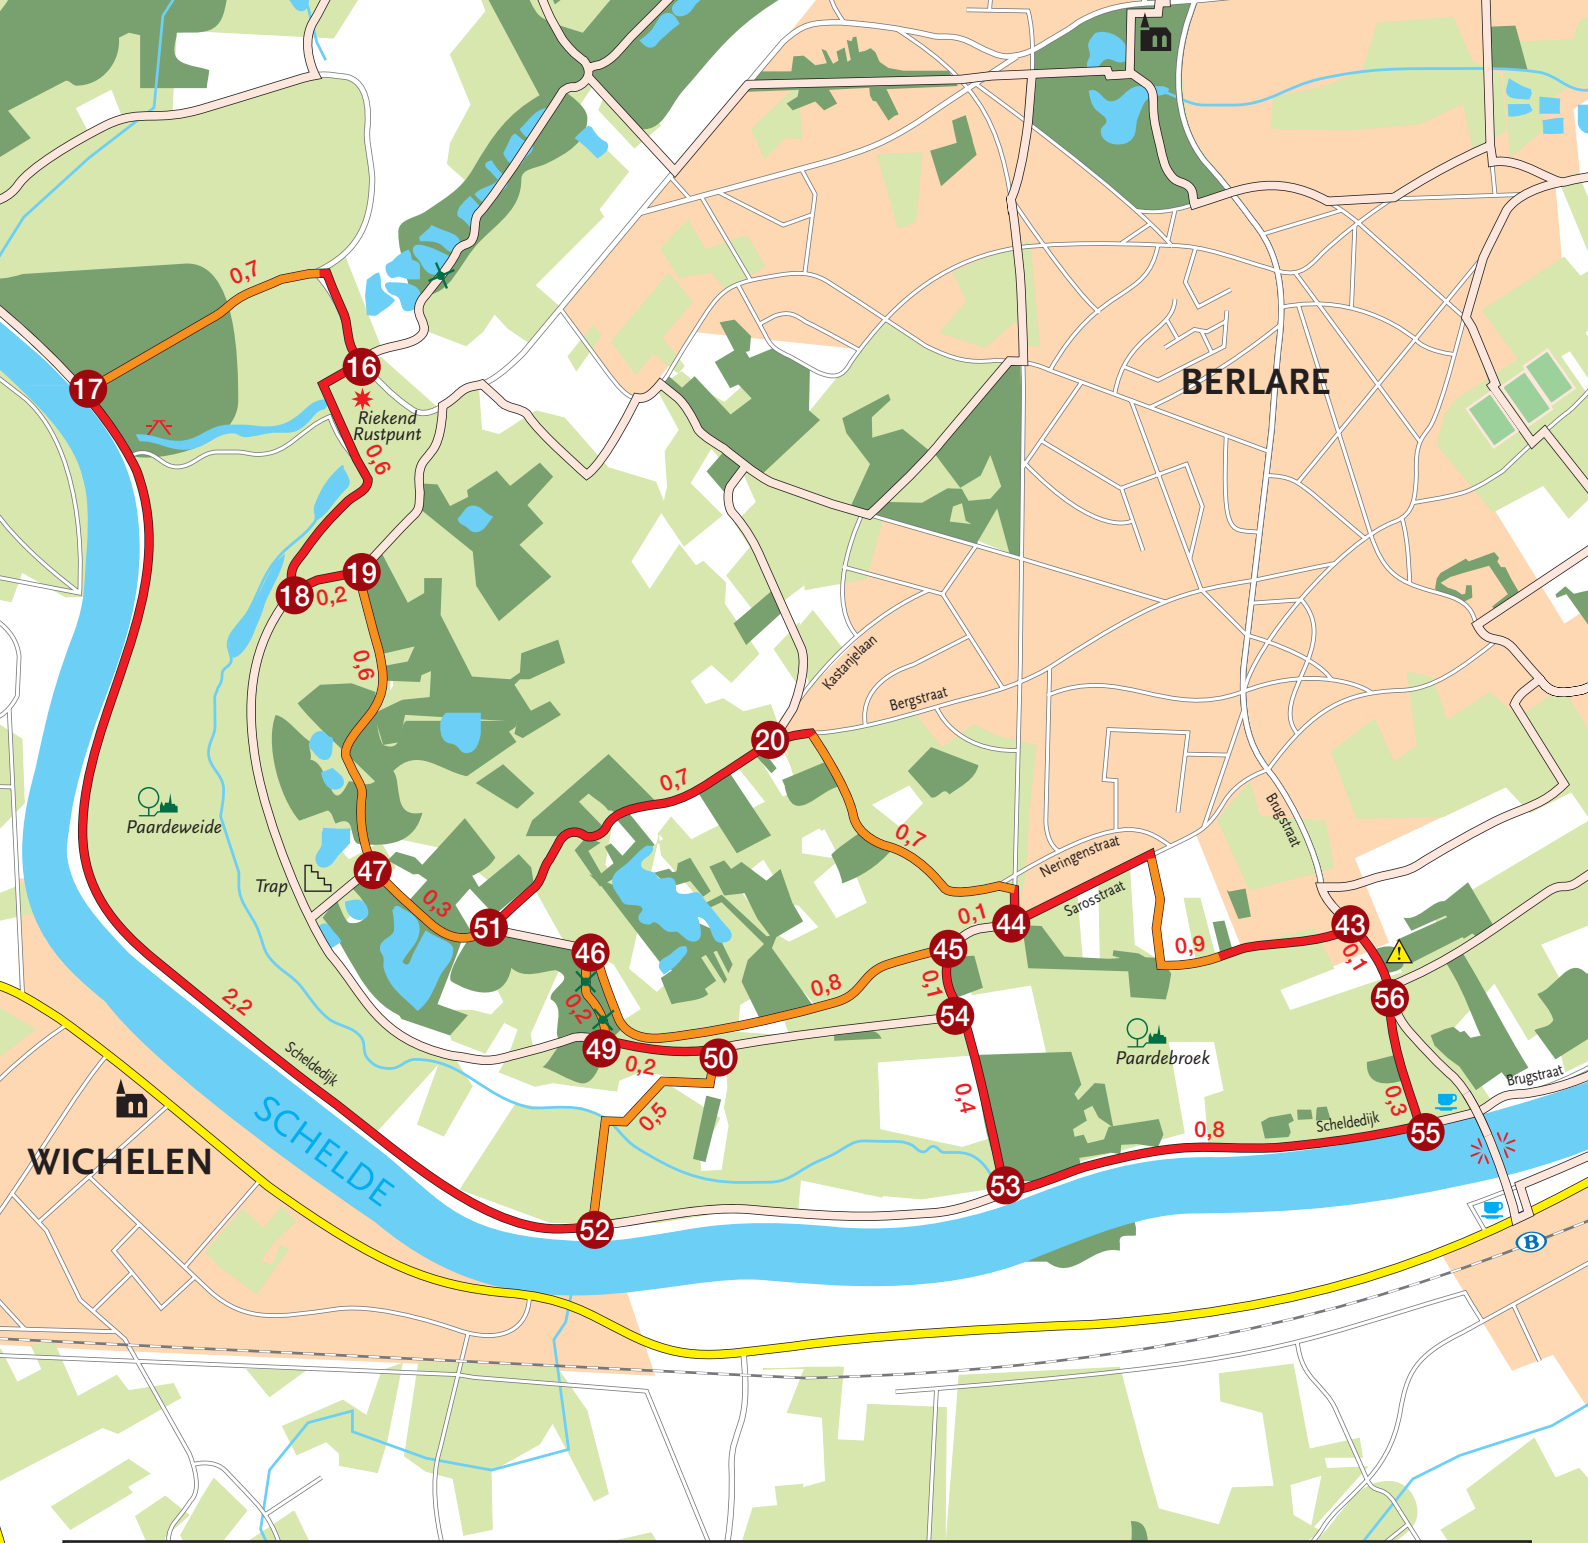 0,7
16
17
Riekend
Rustpunt
BERLARE
0,6
19
18
0,2
0,6
Kastanjelaan
Bergstraat
20
0,7
Paardeweide
Brugstraat
0,7
Neringenstraat
47
Trap
Sarosstraat
0,3
0,1
44
43
51
45
46
0,9
0,1
0,8
0,1
56
2,2
0,2
54
Paardebroek
49
50
Scheldedijk
0,2
Brugstraat
0,4
0,3
0,5
SCHELDE
Scheldedijk
0,8
55
WICHELEN
53
52
B